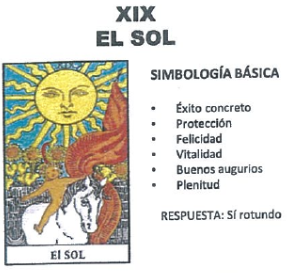 XIX
EL SOL
SIMBOLOGÍA BÁSICA
• Éxito concreto
• Protección
• Felicidad
• Vitalidad
• Buenos augurios
• Plenitud
RESPUESTA: Sí rotundo
El SOL